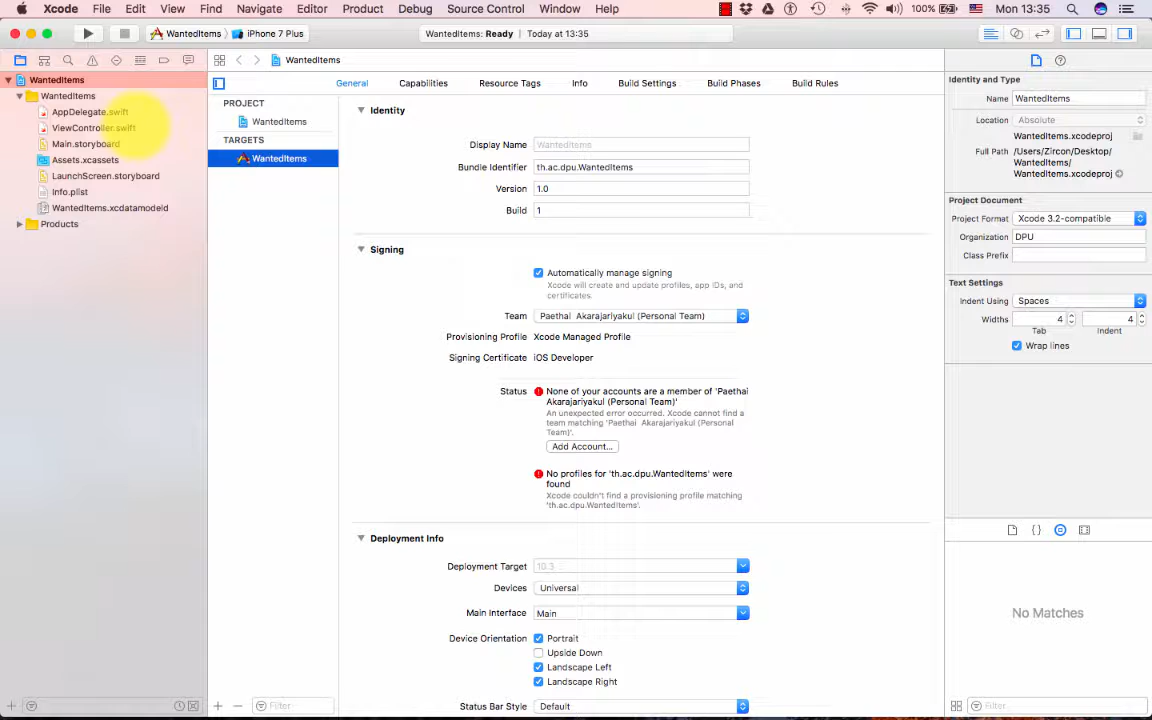 Xcode File Edit View Find Navigate Editor Product Debug Source Control Window Help 100% Mon 13:35
WantedItems iPhone 7 Plus WantedItems: Ready Today at 13:35
WantedItems
WantedItems
AppDelegate.swift
ViewController.swift
Main.storyboard
Assets.xcassets
LaunchScreen.storyboard
Info.plist
WantedItems.xcdatamodeld
Products
WantedItems
General Capabilities Resource Tags Info Build Settings Build Phases Build Rules
PROJECT
WantedItems
TARGETS
WantedItems
Filter
Identity
Display Name WantedItems
Bundle Identifier th.ac.dpu.WantedItems
Version 1.0
Build 1
Signing
Automatically manage signing
Xcode will create and update profiles, app IDs, and
certificates.
Team Paethai Akarajariyakul (Personal Team)
Provisioning Profile Xcode Managed Profile
Signing Certificate iOS Developer
Status None of your accounts are a member of 'Paethai
Akarajariyakul (Personal Team)'
An unexpected error occurred. Xcode cannot find a
team matching 'Paethai Akarajariyakul (Personal
Team)'.
Add Account...
No profiles for 'th.ac.dpu.WantedItems' were
found
Xcode couldn't find a provisioning profile matching
'th.ac.dpu.WantedItems'.
Deployment Info
Deployment Target 10.3
Devices Universal
Main Interface Main
Device Orientation Portrait
Upside Down
Landscape Left
Landscape Right
Status Bar Style Default
Identity and Type
Name WantedItems
Location Absolute
WantedItems.xcodeproj
Full Path /Users/Zircon/Desktop/
WantedItems/
WantedItems.xcodeproj
Project Document
Project Format Xcode 3.2-compatible
Organization DPU
Class Prefix
Text Settings
Indent Using Spaces
Widths 4 4
Tab Indent
Wrap lines
{ }
No Matches
Filter